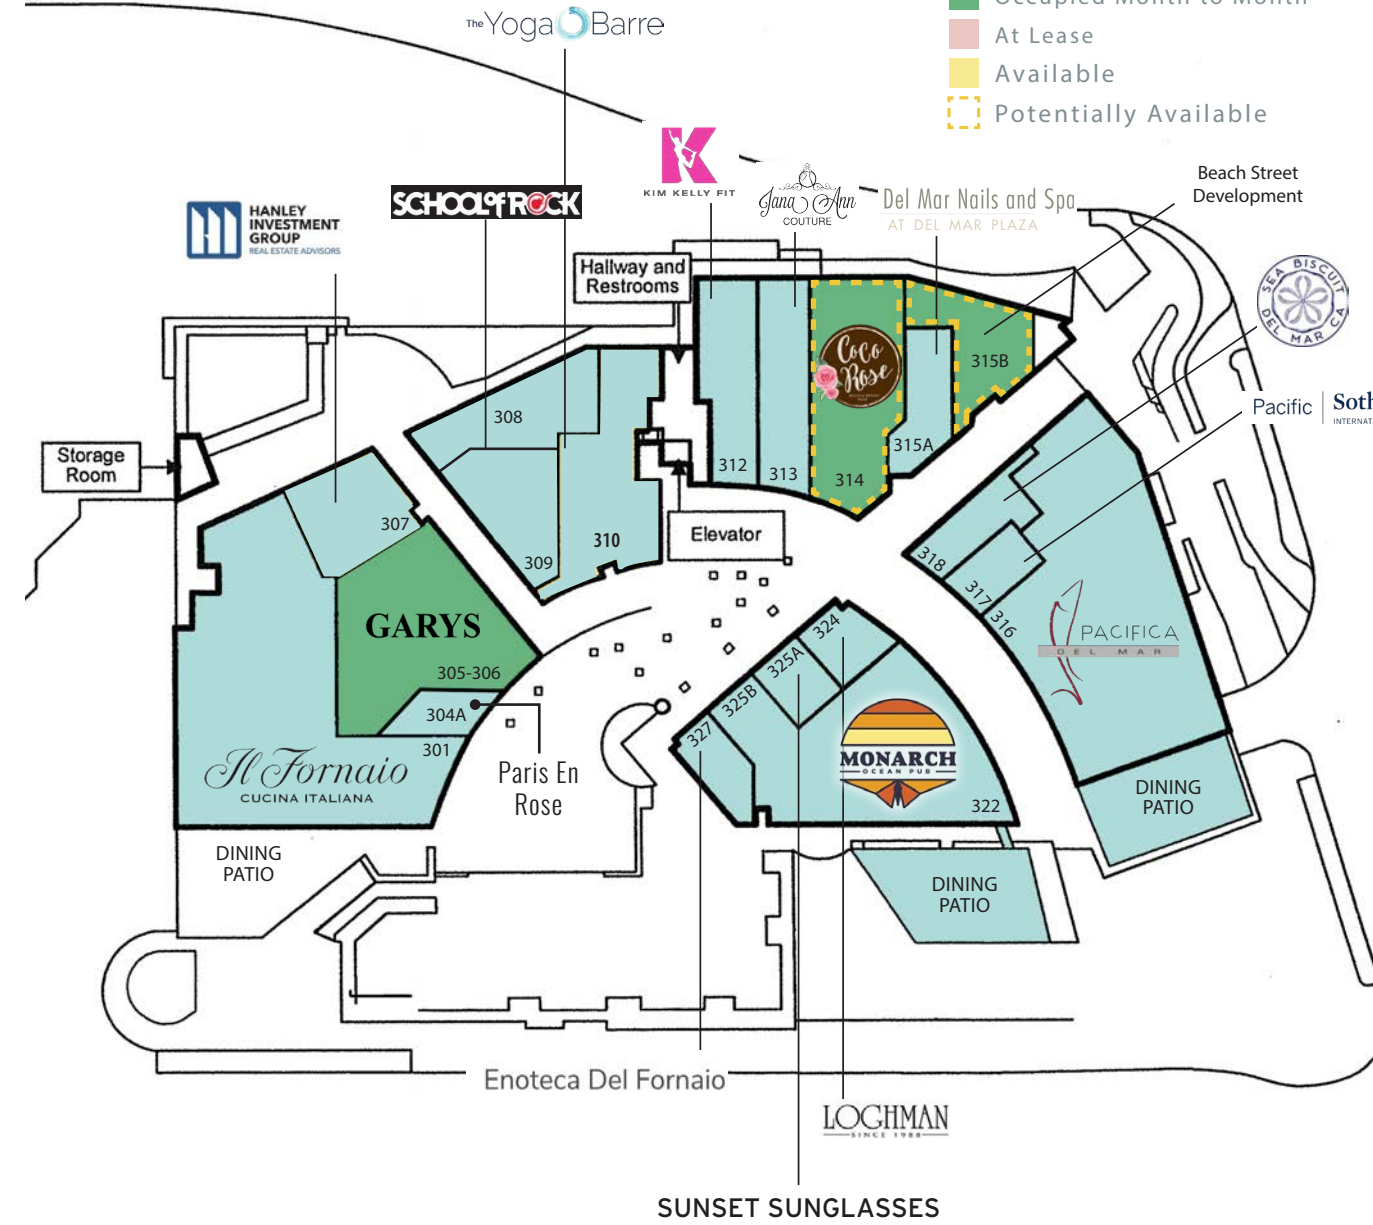 Occupied Month to Month
At Lease
Available
Potentially Available
The Yoga Barre
KIM KELLY FIT
Jana Ann
COUTURE
Del Mar Nails and Spa
AT DEL MAR PLAZA
Beach Street
Development
HANLEY
INVESTMENT
GROUP
REAL ESTATE ADVISORS
SCHOOL of ROCK
Hallway and
Restrooms
SEA BISCUIT
DEL MAR CA
Pacific
Soth
INTERNAT
Storage
Room
Elevator
Coco
Rose
308
309
310
312
313
314
315A
315B
307
GARYS
305-306
304A
301
Il Fornaio
CUCINA ITALIANA
Paris En
Rose
318
317
316
PACIFICA
DEL MAR
324
325A
325B
327
MONARCH
OCEAN PUB
322
DINING
PATIO
DINING
PATIO
DINING
PATIO
Enoteca Del Fornaio
LOGHMAN
SINCE 1988
SUNSET SUNGLASSES